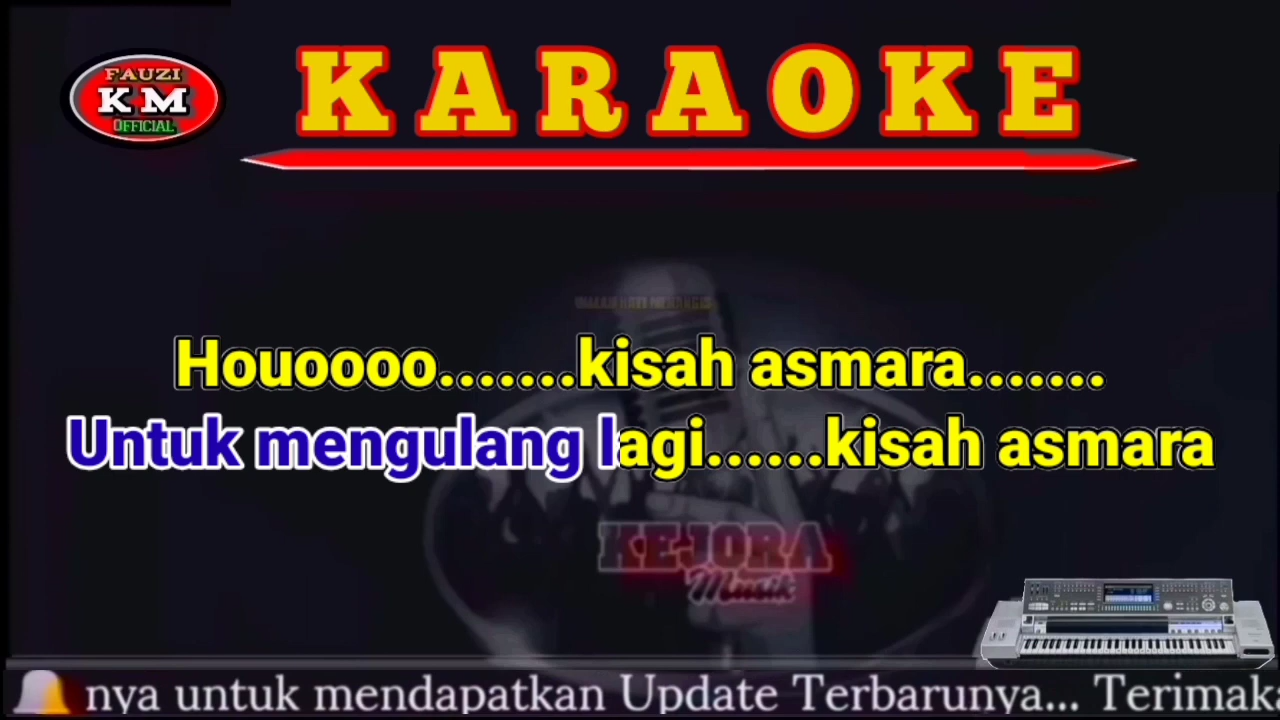 FAUZI
KM
OFFICIAL
KARAOKE
Houoooo.......kisah asmara.......
Untuk mengulang lagi......kisah asmara
KEJORA
Musik
nya untuk mendapatkan Update Terbarunya... Terimaka